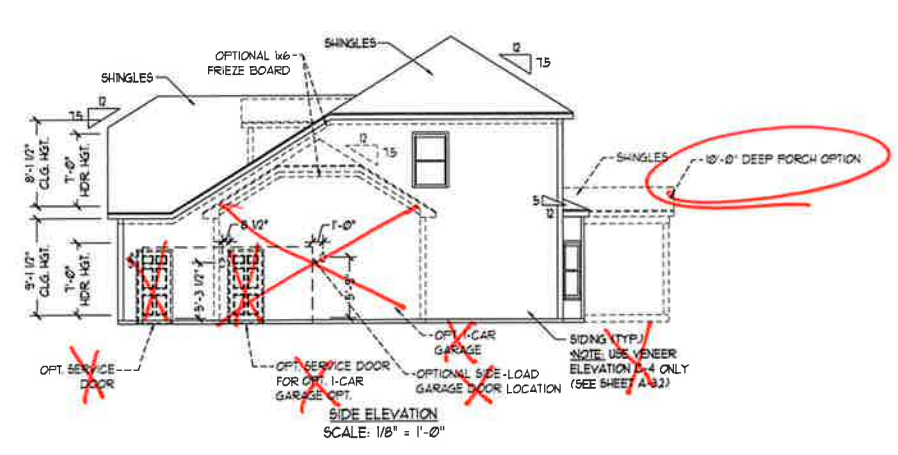 SHINGLES
12
7.5
OPTIONAL 1x6
FRIEZE BOARD
SHINGLES
12
7.5
12
7.5
8'-1 1/2"
CLG. HGT.
7'-0"
HDR. HGT.
SHINGLES
10'-0" DEEP PORCH OPTION
5
12
8 1/2"
1'-0"
9'-1 1/2"
CLG. HGT.
7'-0"
HDR. HGT.
5'-3 1/2"
OPT. SERVICE
DOOR
OPT. SERVICE DOOR
FOR OPT. 1-CAR
GARAGE OPT.
OPT. 1-CAR
GARAGE
OPTIONAL SIDE-LOAD
GARAGE DOOR LOCATION
SIDING (TYP.)
NOTE: USE VENEER
ELEVATION ONLY
(SEE SHEET
SIDE ELEVATION
SCALE: 1/8" = 1'-0"